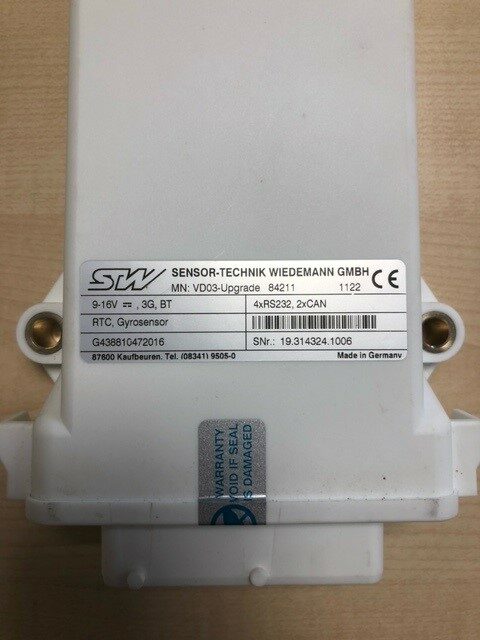 STW SENSOR-TECHNIK WIEDEMANN GMBH CE
MN: VD03-Upgrade 84211 1122
9-16V ⎓, 3G, BT 4xRS232, 2xCAN
RTC, Gyrosensor
G438810472016 SNr.: 19.314324.1006
87600 Kaufbeuren. Tel. (08341) 9505-0 Made in Germany
WARRANTY
VOID IF SEAL
IS DAMAGED